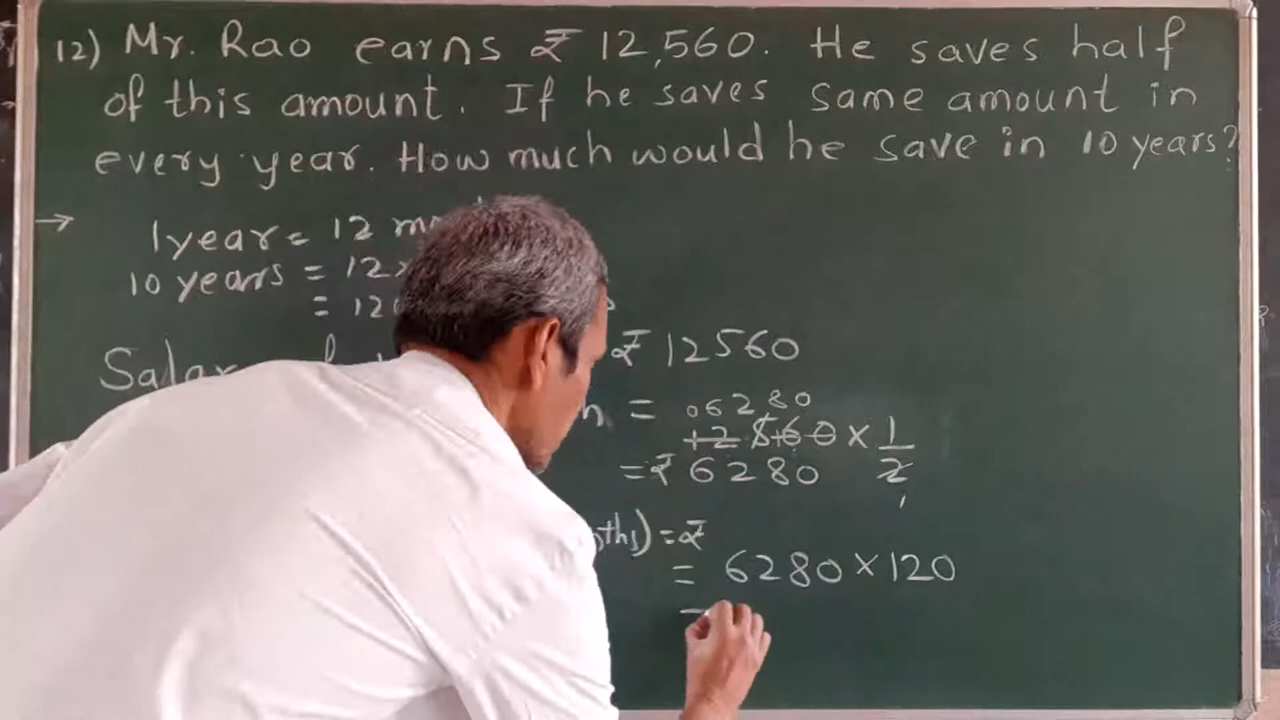 12) Mr. Rao earns ₹ 12,560. He saves half
of this amount. If he saves same amount in
every year. How much would he save in 10 years?
→ 1 year = 12
10 years = 12×
= 12
₹ 12560
= 06280
12560 × 1/2
= ₹ 6280 1
= ₹
= 6280 × 120
=